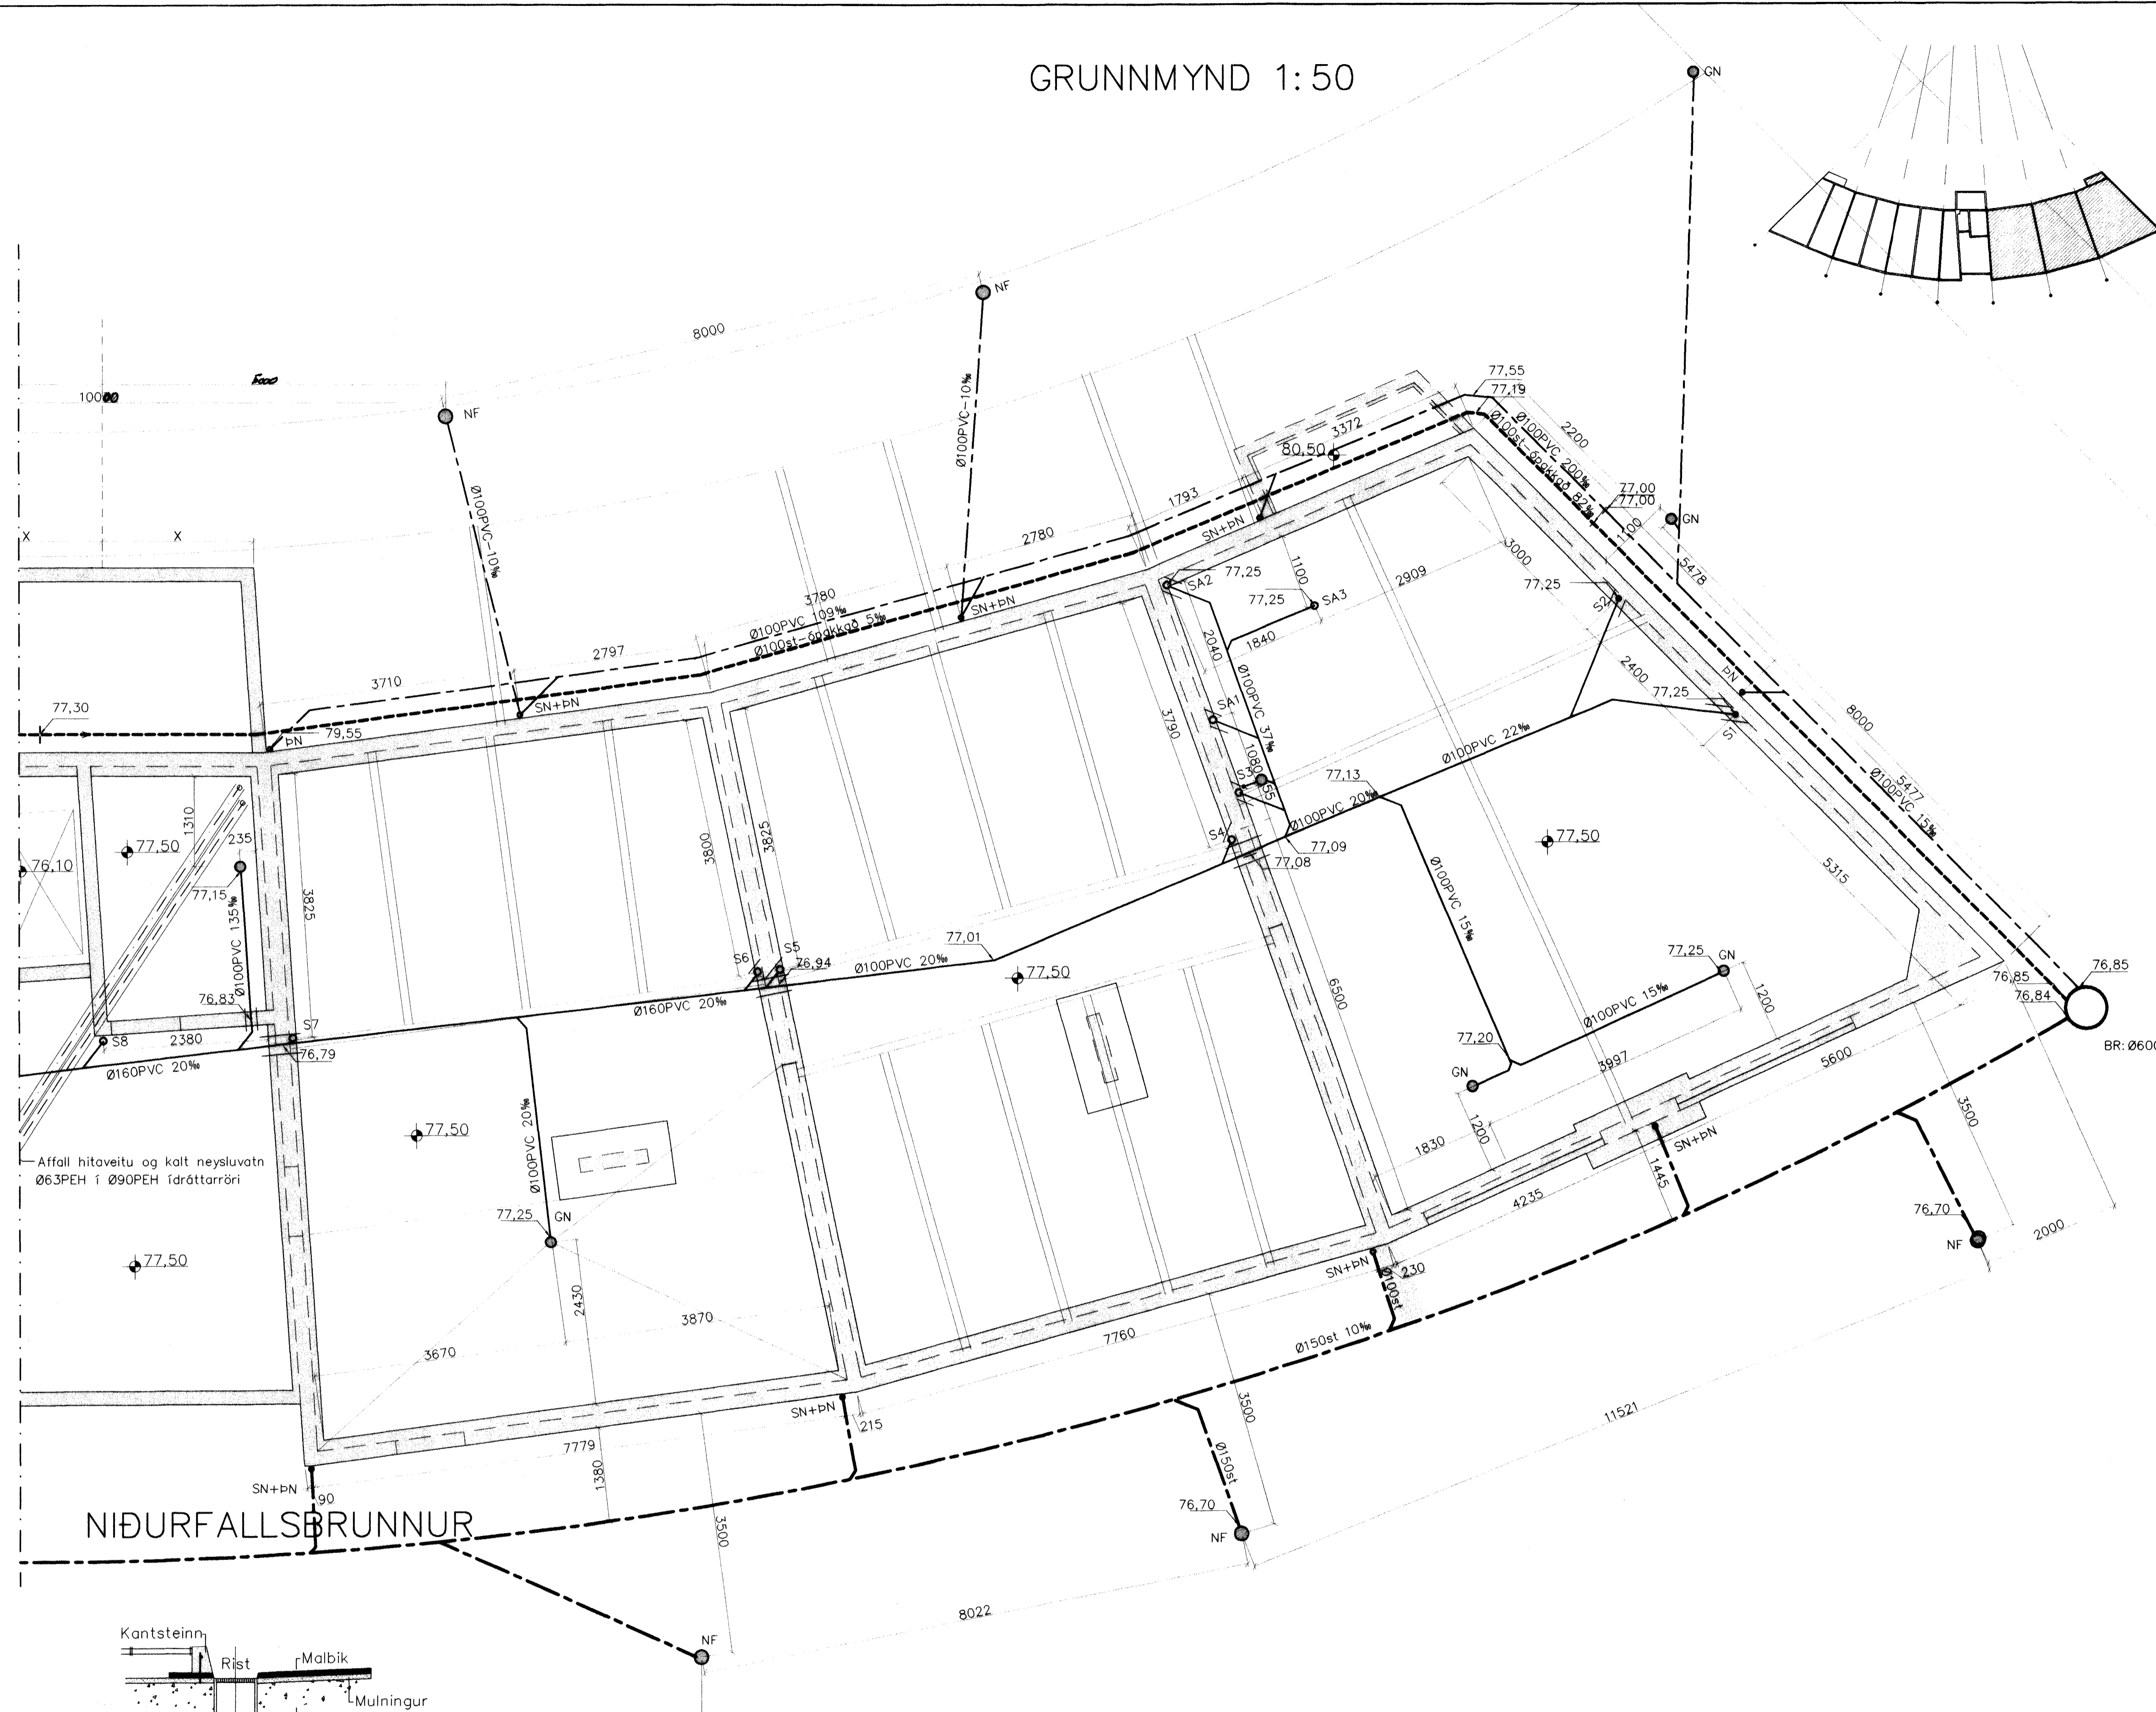 GRUNNMYND 1:50
GN
NF
8000
NF
5000
100
77,55
77,19
2200
3372
Ø100PVC 200‰
Ø100st-ópakkað 82‰
80,50
Ø100PVC-10‰
Ø100PVC-10‰
1793
77,00
77,00
1100
GN
5478
X
X
SN+ÞN
2780
3000
1100
77,25
SA2
2909
77,25
SA3
77,25
S2
3780
Ø100PVC 109‰
SN+ÞN
Ø100st-ópakkað 5‰
2797
2040
1840
3710
Ø100PVC 37‰
2400
ÞN
77,25
S1
SN+ÞN
77,30
79,55
ÞN
SA1
3790
8000
5477
Ø100PVC 15‰
1080
S3
55
77,13
Ø100PVC 22‰
Ø100PVC 20‰
1310
235
77,50
3800
3825
S4
77,09
77,08
77,50
76,10
77,15
3825
5315
Ø100PVC 135‰
Ø100PVC 15‰
77,01
S6
S5
76,94
Ø100PVC 20‰
77,50
77,25
GN
6500
1200
Ø100PVC 15‰
76,85
76,85
76,84
76,83
Ø160PVC 20‰
S7
S8
2380
76,79
Ø160PVC 20‰
77,20
GN
3997
5600
BR: Ø600
1200
1830
3500
77,50
Ø100PVC 20‰
SN+ÞN
1445
Affall hitaveitu og kalt neysluvatn
Ø63PEH í Ø90PEH ídráttarröri
4235
77,25
GN
76,70
NF
2000
77,50
SN+ÞN
230
Ø100st
2430
3870
3670
7760
Ø150st 10‰
SN+ÞN
215
3500
11521
7779
1380
Ø150st
SN+ÞN
90
76,70
NF
NIÐURFALLSBRUNNUR
3500
8022
NF
Kantsteinn
Rist
Malbik
Mulningur